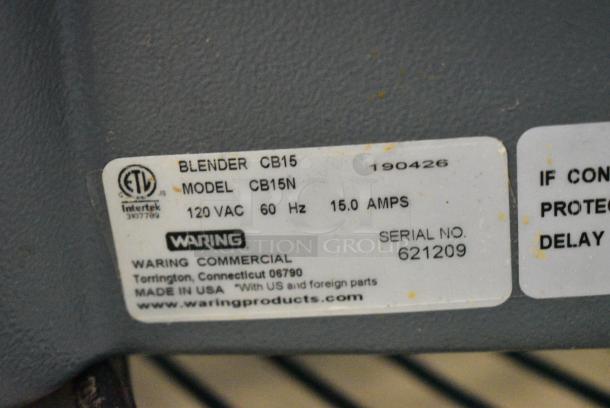 BLENDER CB15 190426
MODEL CB15N
120 VAC 60 Hz 15.0 AMPS
ETL
Intertek
3107789
WARING
SERIAL NO.
621209
WARING COMMERCIAL
Torrington, Connecticut 06790
MADE IN USA "With US and foreign parts
www.waringproducts.com
IF CON
PROTEC
DELAY